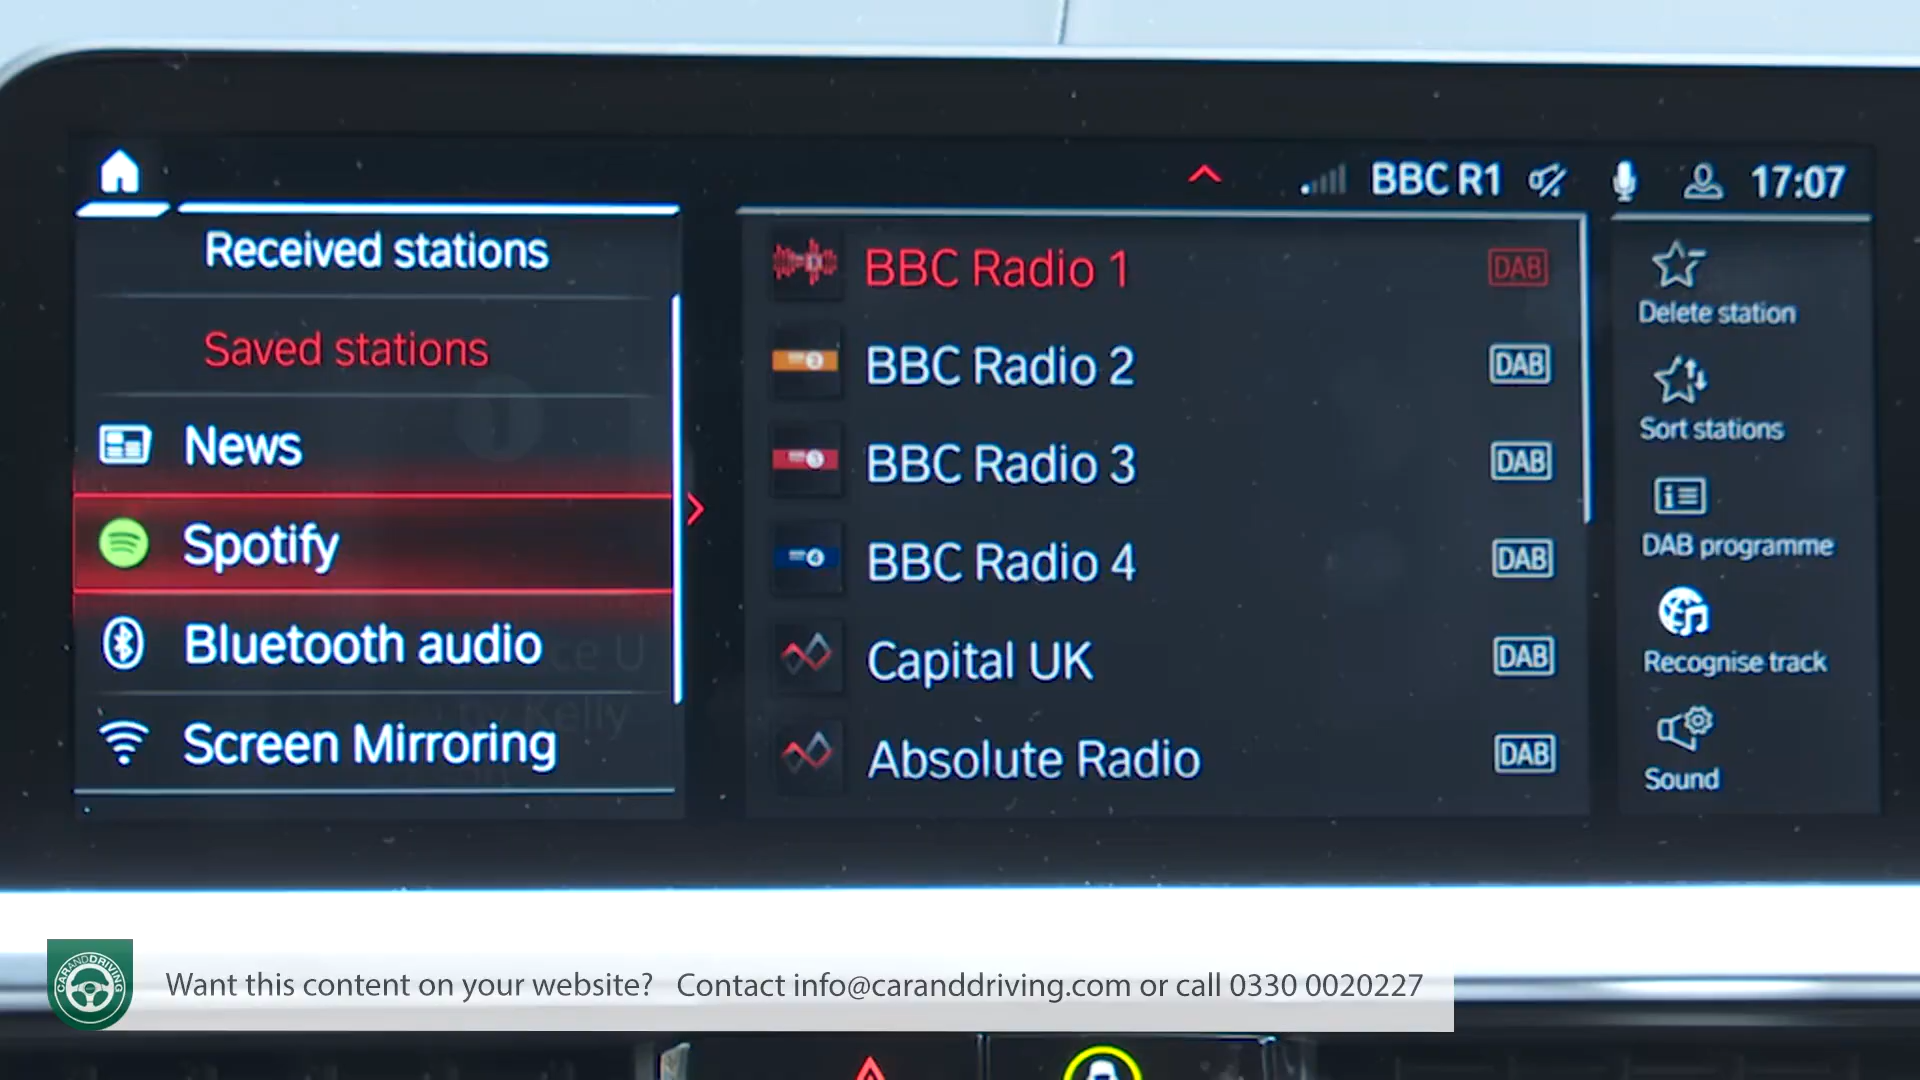 BBC R1
17:07
Received stations
Saved stations
News
Spotify
Bluetooth audio
Screen Mirroring
BBC Radio 1 DAB
BBC Radio 2 DAB
BBC Radio 3 DAB
BBC Radio 4 DAB
Capital UK DAB
Absolute Radio DAB
Delete station
Sort stations
DAB programme
Recognise track
Sound
CARANDDRIVING
Want this content on your website? Contact info@caranddriving.com or call 0330 0020227